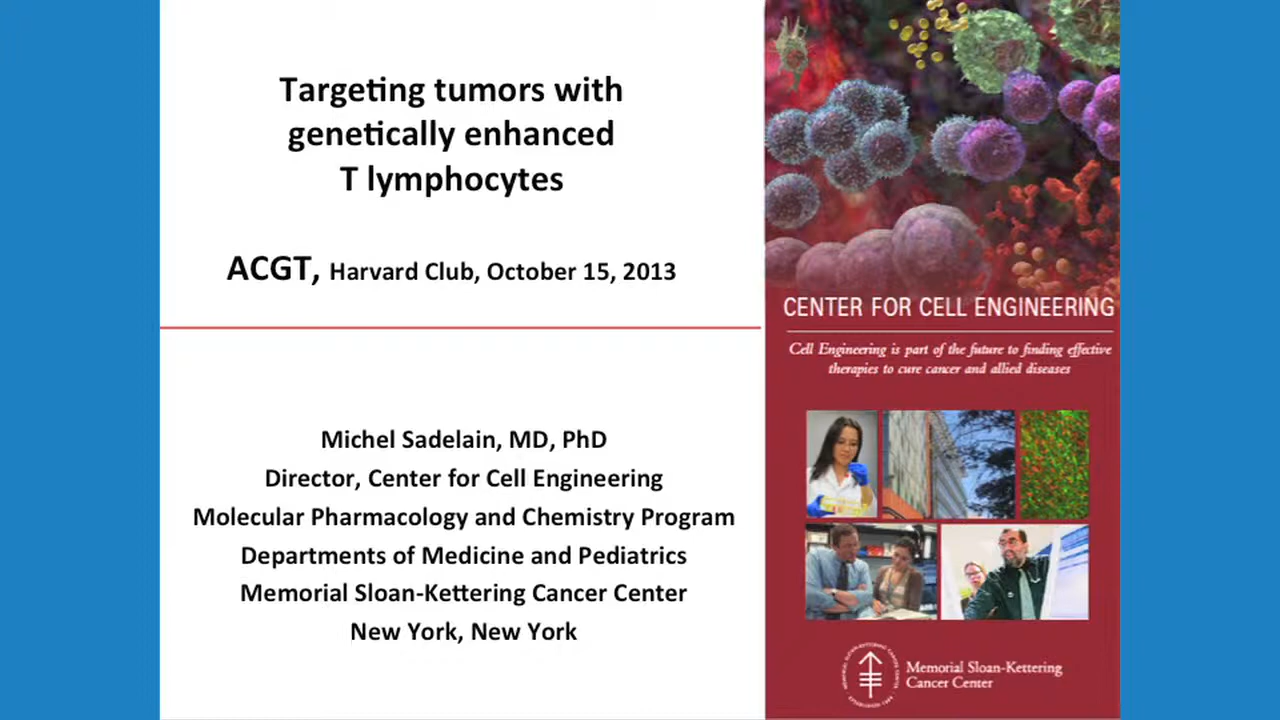 Targeting tumors with
genetically enhanced
T lymphocytes
ACGT, Harvard Club, October 15, 2013
Michel Sadelain, MD, PhD
Director, Center for Cell Engineering
Molecular Pharmacology and Chemistry Program
Departments of Medicine and Pediatrics
Memorial Sloan-Kettering Cancer Center
New York, New York
CENTER FOR CELL ENGINEERING
Cell Engineering is part of the future to finding effective
therapies to cure cancer and allied diseases
Memorial Sloan-Kettering
Cancer Center